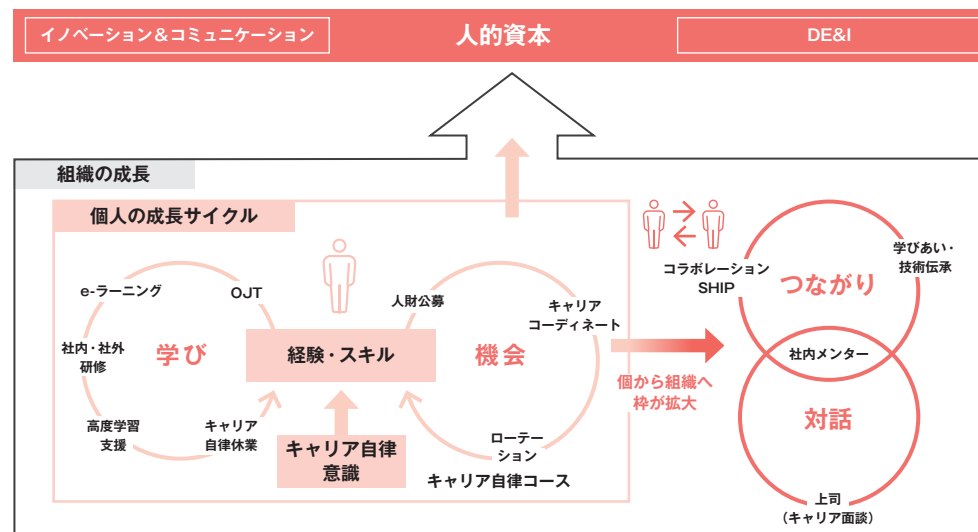 イノベーション＆コミュニケーション
人的資本
DE&I
組織の成長
個人の成長サイクル
e-ラーニング
OJT
社内・社外
研修
学び
高度学習
支援
キャリア
自律休業
経験・スキル
キャリア自律
意識
人財公募
キャリア
コーディネート
機会
ローテー
ション
キャリア自律コース
個から組織へ
枠が拡大
コラボレーション
SHIP
つながり
学びあい・
技術伝承
社内メンター
対話
上司
（キャリア面談）